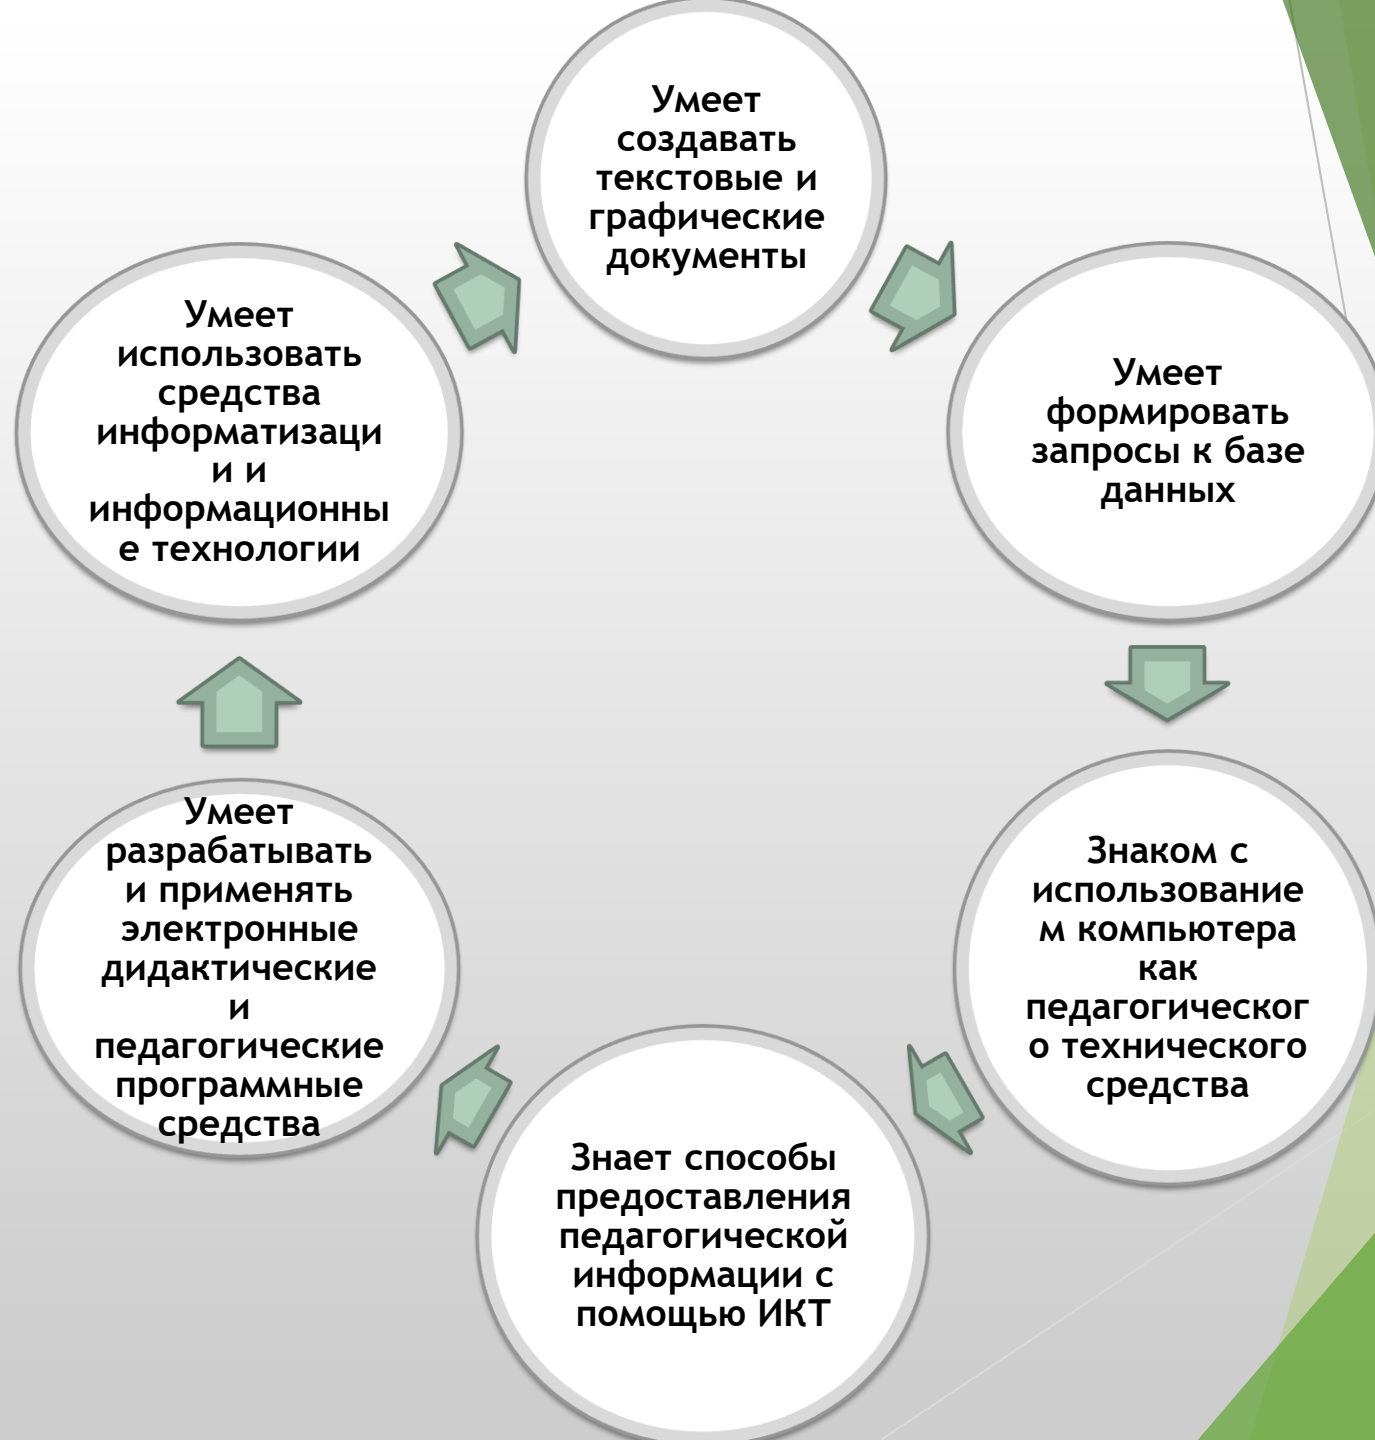 Умеет
создавать
текстовые и
графические
документы
Умеет
формировать
запросы к базе
данных
Знаком с
использование
м компьютера
как
педагогическог
о технического
средства
Знает способы
предоставления
педагогической
информации с
помощью ИКТ
Умеет
разрабатывать
и применять
электронные
дидактические
и
педагогические
программные
средства
Умеет
использовать
средства
информатизаци
и и
информационны
е технологии